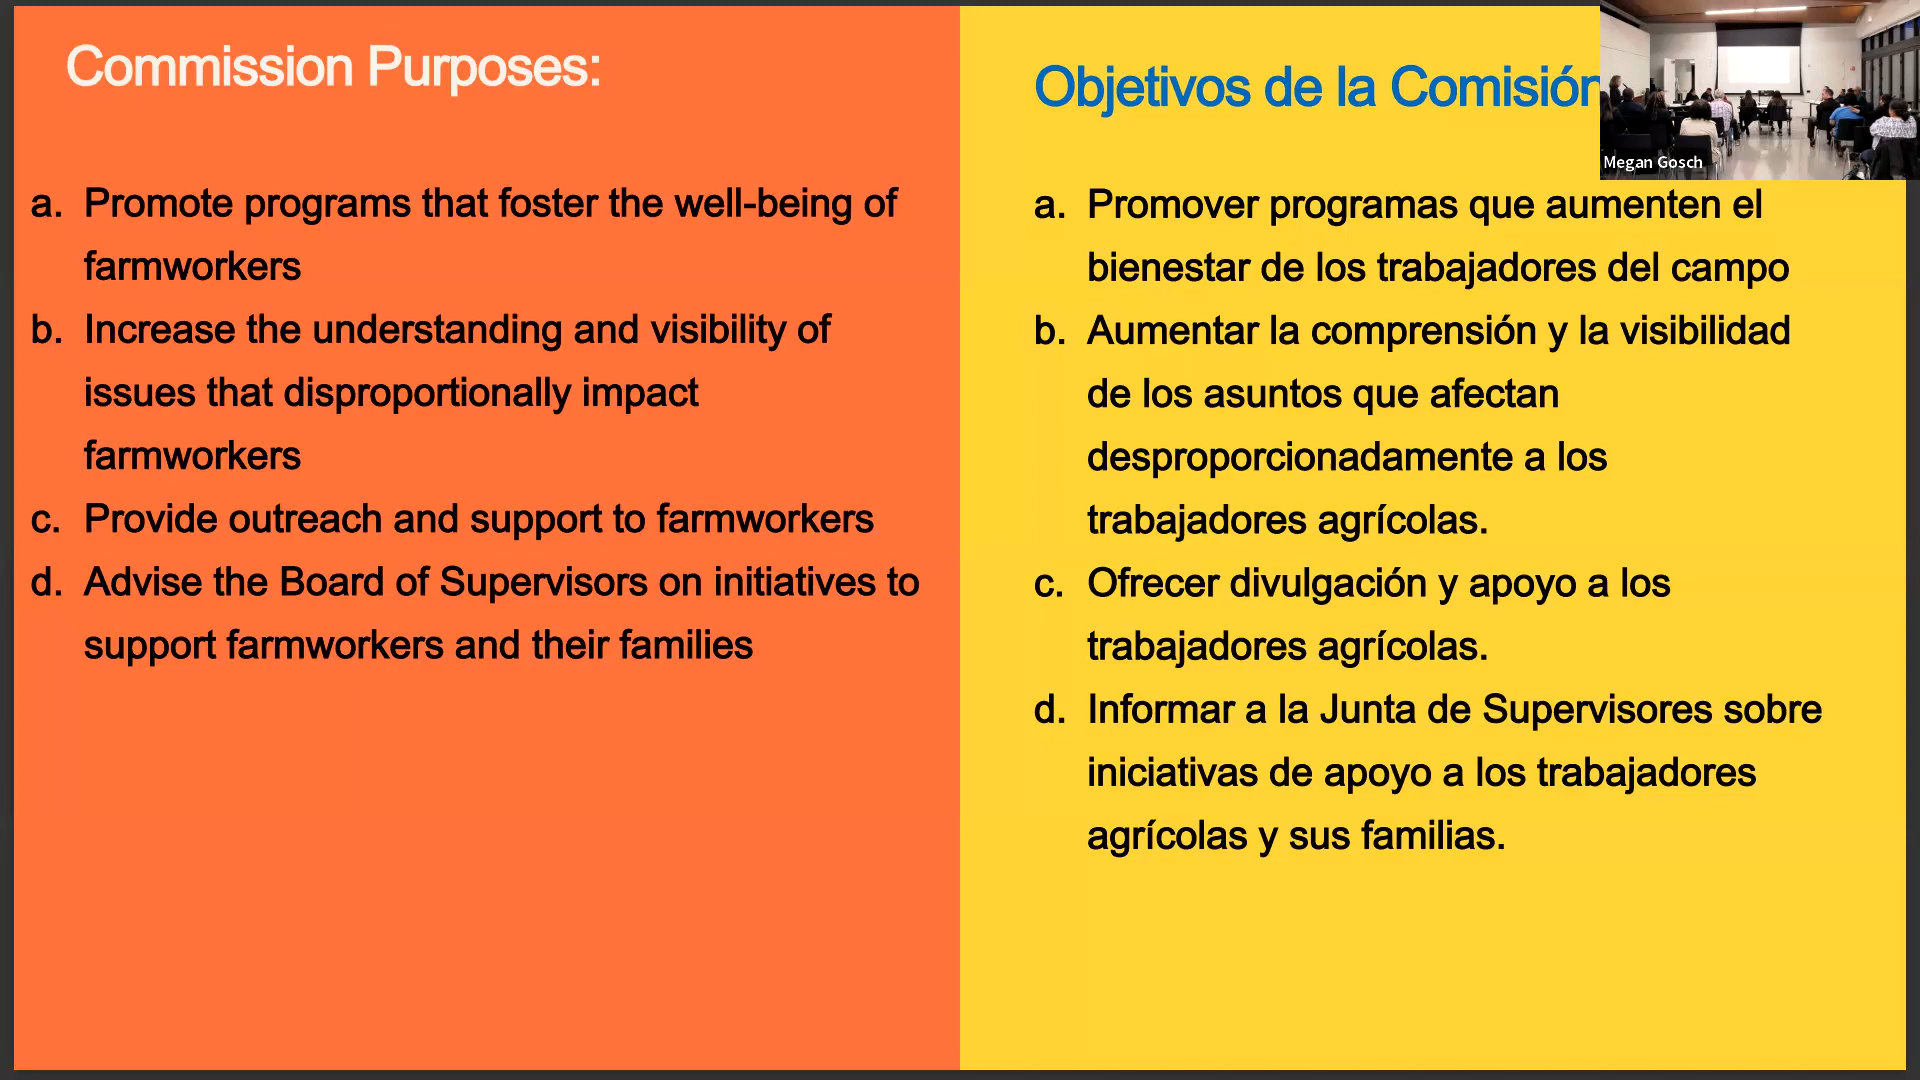 Commission Purposes:
a. Promote programs that foster the well-being of
farmworkers
b. Increase the understanding and visibility of
issues that disproportionally impact
farmworkers
c. Provide outreach and support to farmworkers
d. Advise the Board of Supervisors on initiatives to
support farmworkers and their families
Objetivos de la Comisión
a. Promover programas que aumenten el
bienestar de los trabajadores del campo
b. Aumentar la comprensión y la visibilidad
de los asuntos que afectan
desproporcionadamente a los
trabajadores agrícolas.
c. Ofrecer divulgación y apoyo a los
trabajadores agrícolas.
d. Informar a la Junta de Supervisores sobre
iniciativas de apoyo a los trabajadores
agrícolas y sus familias.
Megan Gosch